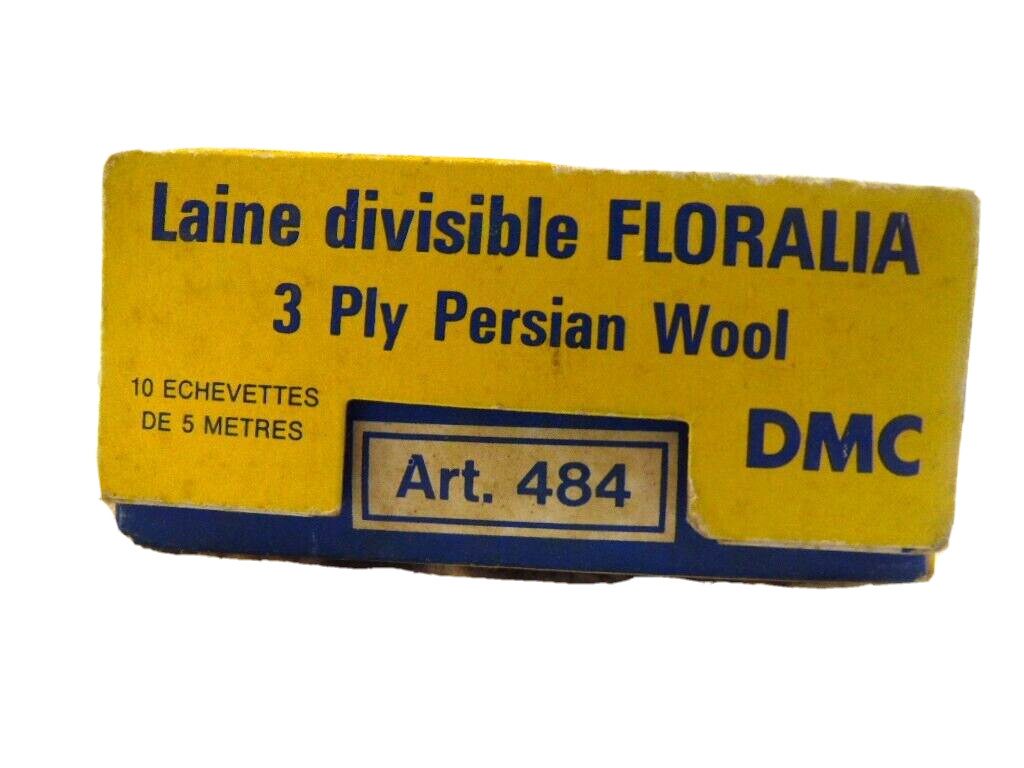 Laine divisible FLORALIA
3 Ply Persian Wool
10 ECHEVETTES
DE 5 METRES
Art. 484
DMC